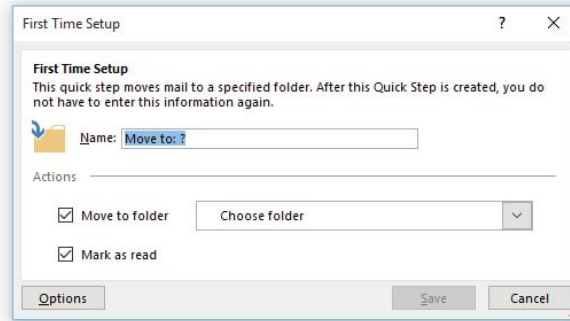 First Time Setup ? X
First Time Setup
This quick step moves mail to a specified folder. After this Quick Step is created, you do
not have to enter this information again.
Name: Move to: ?
Actions
Move to folder Choose folder
Mark as read
Options Save Cancel